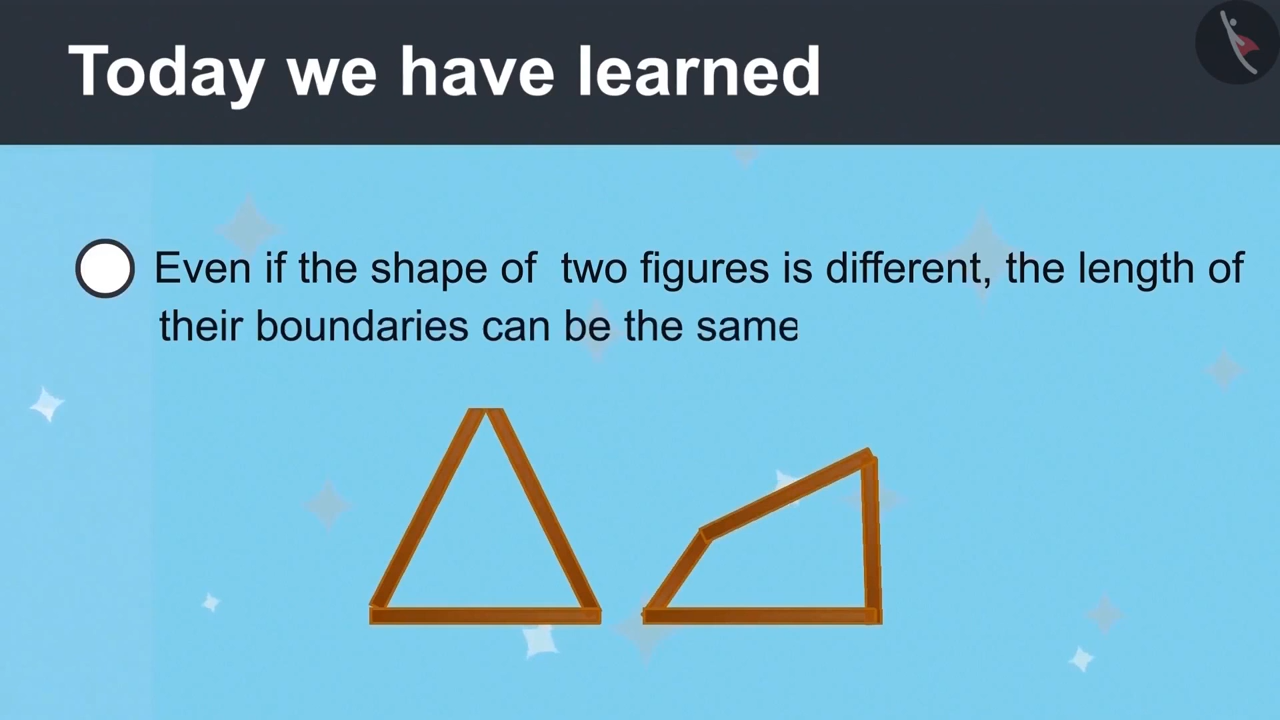 Today we have learned
Even if the shape of  two figures is different, the length of
their boundaries can be the same